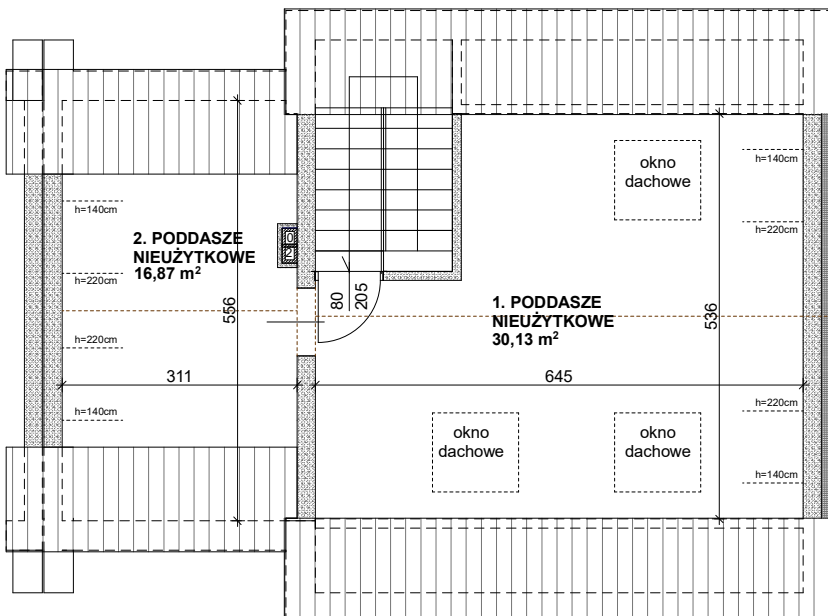 okno
dachowe
h=140cm
h=220cm
h=140cm
2. PODDASZE
NIEUŻYTKOWE
16,87 m²
0
2
h=220cm
80
205
556
1. PODDASZE
NIEUŻYTKOWE
30,13 m²
536
h=220cm
311
645
h=140cm
h=220cm
okno
dachowe
okno
dachowe
h=140cm